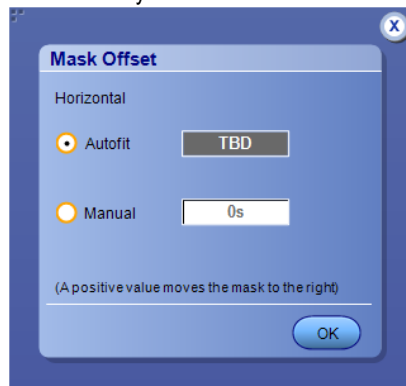 X
Mask Offset
Horizontal
Autofit TBD
Manual 0s
(A positive value moves the mask to the right)
OK